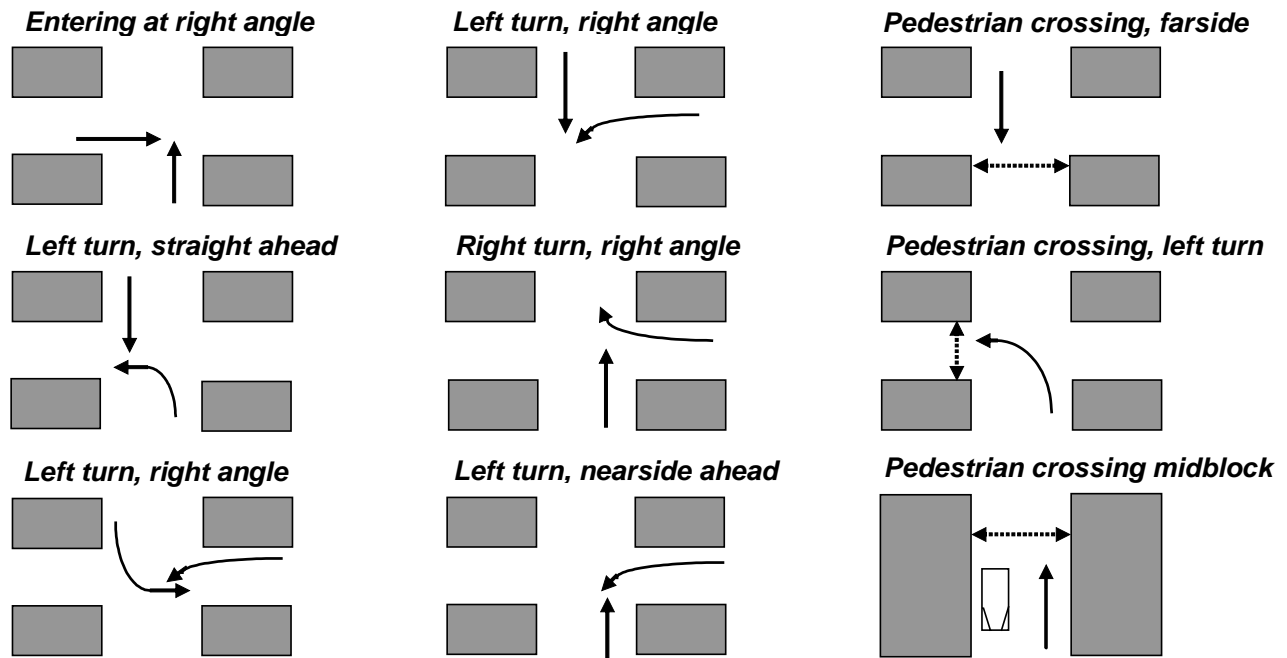 Entering at right angle
Left turn, right angle
Pedestrian crossing, farside
Left turn, straight ahead
Right turn, right angle
Pedestrian crossing, left turn
Left turn, right angle
Left turn, nearside ahead
Pedestrian crossing midblock